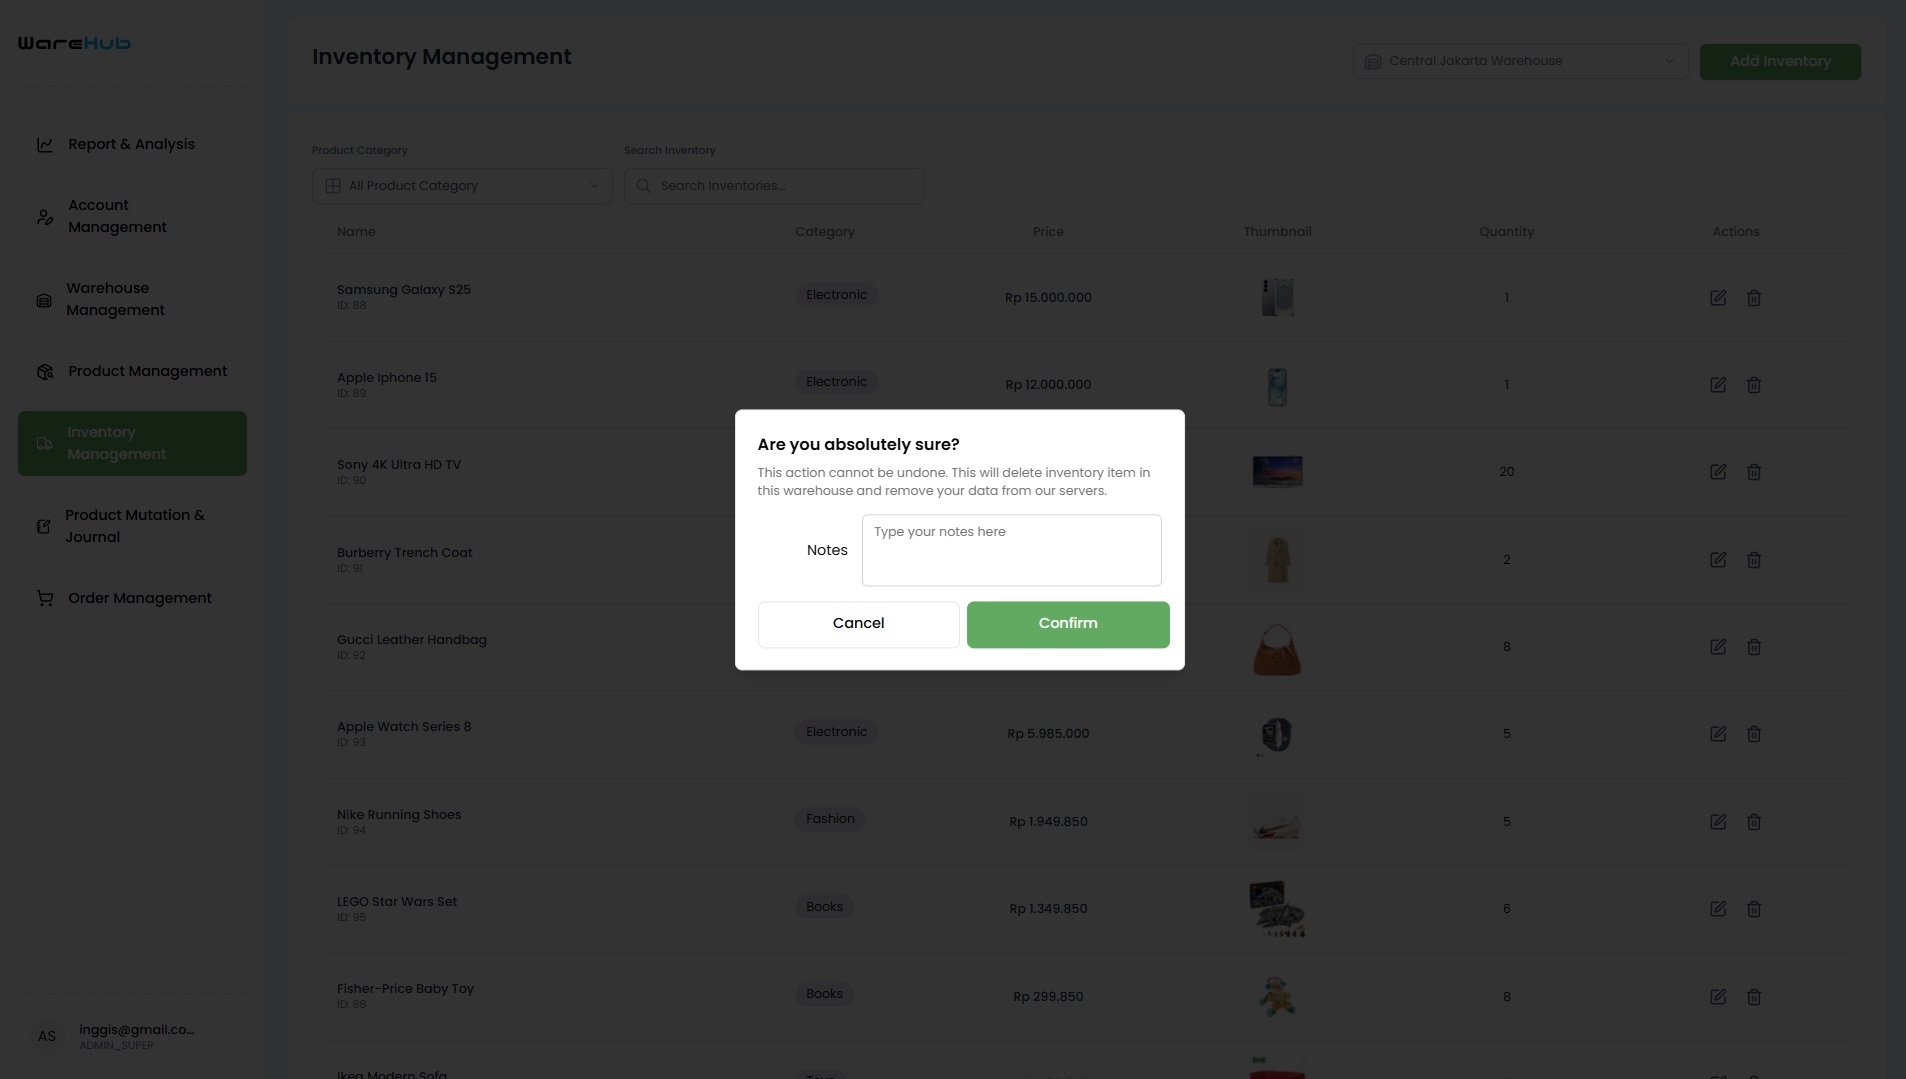 WareHub
Report & Analysis
Account
Management
Warehouse
Management
Product Management
Inventory
Management
Product Mutation &
Journal
Order Management
AS
inggis@gmail.co...
ADMIN_SUPER
Inventory Management
Central Jakarta Warehouse
Add Inventory
Product Category
Search Inventory
All Product Category
Search Inventories...
Name Category Price Thumbnail Quantity Actions
Samsung Galaxy S25 Electronic Rp 15.000.000 1
ID: 88
Apple Iphone 15 Electronic Rp 12.000.000 1
ID: 89
Sony 4K Ultra HD TV 20
ID: 90
Burberry Trench Coat 2
ID: 91
Gucci Leather Handbag 8
ID: 92
Apple Watch Series 8 Electronic Rp 5.985.000 5
ID: 93
Nike Running Shoes Fashion Rp 1.949.850 5
ID: 94
LEGO Star Wars Set Books Rp 1.349.850 6
ID: 95
Fisher-Price Baby Toy Books Rp 299.850 8
ID: 96
Ikea Modern Sofa
Are you absolutely sure?
This action cannot be undone. This will delete inventory item in
this warehouse and remove your data from our servers.
Notes
Type your notes here
Cancel
Confirm